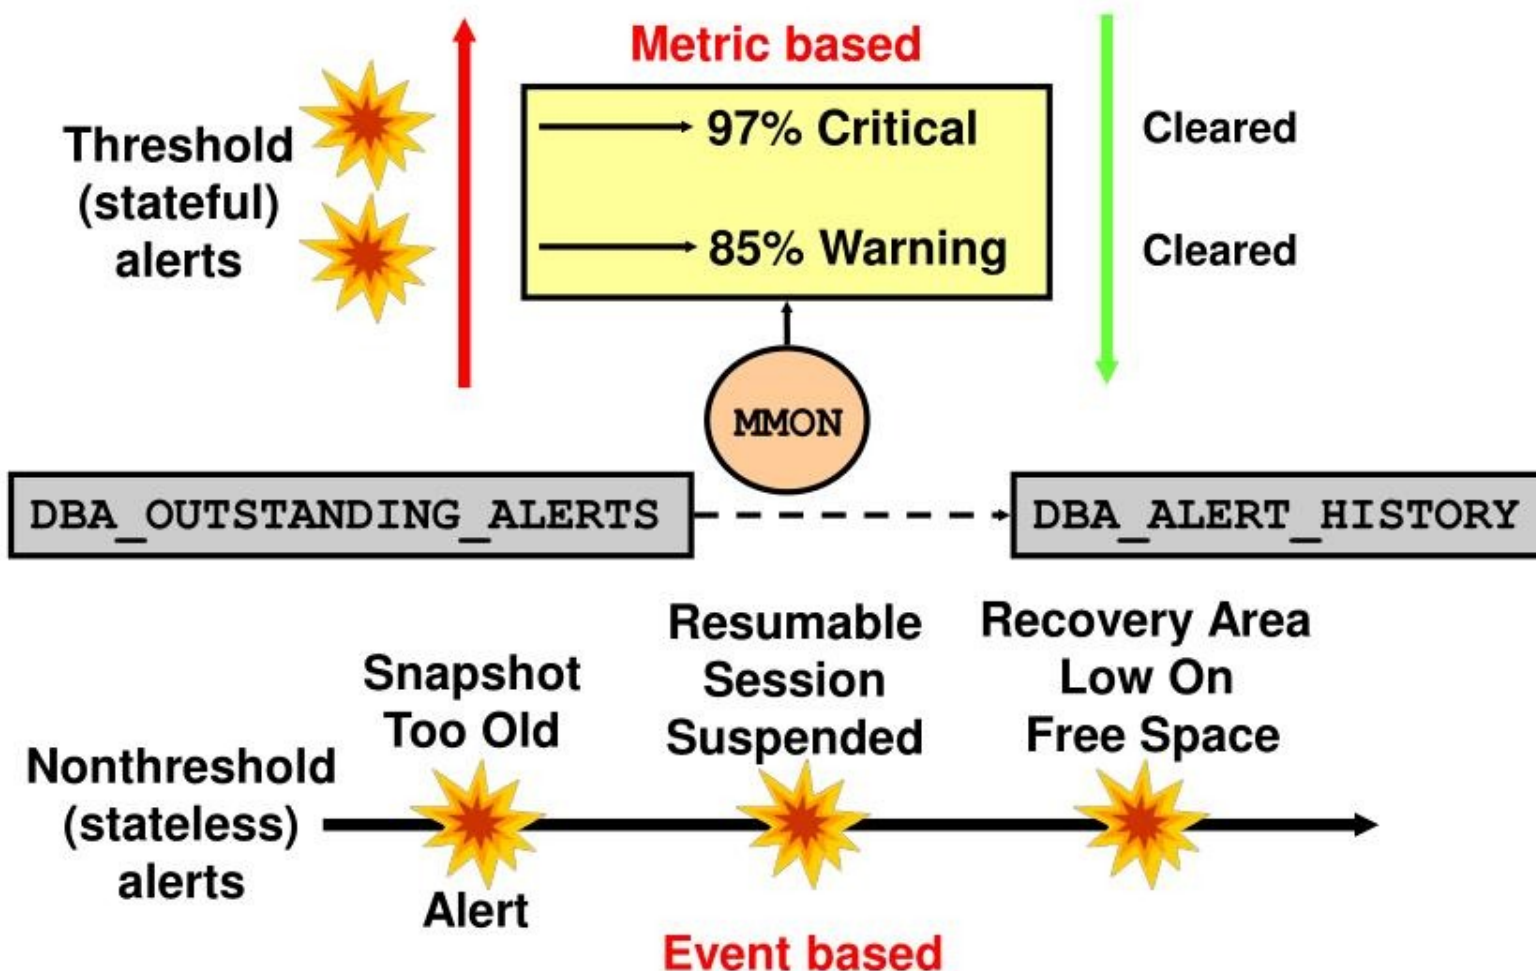 Metric based
Threshold
(stateful)
alerts
97% Critical
85% Warning
Cleared
Cleared
MMON
DBA_OUTSTANDING_ALERTS
DBA_ALERT_HISTORY
Snapshot
Too Old
Resumable
Session
Suspended
Recovery Area
Low On
Free Space
Nonthreshold
(stateless)
alerts
Alert
Event based